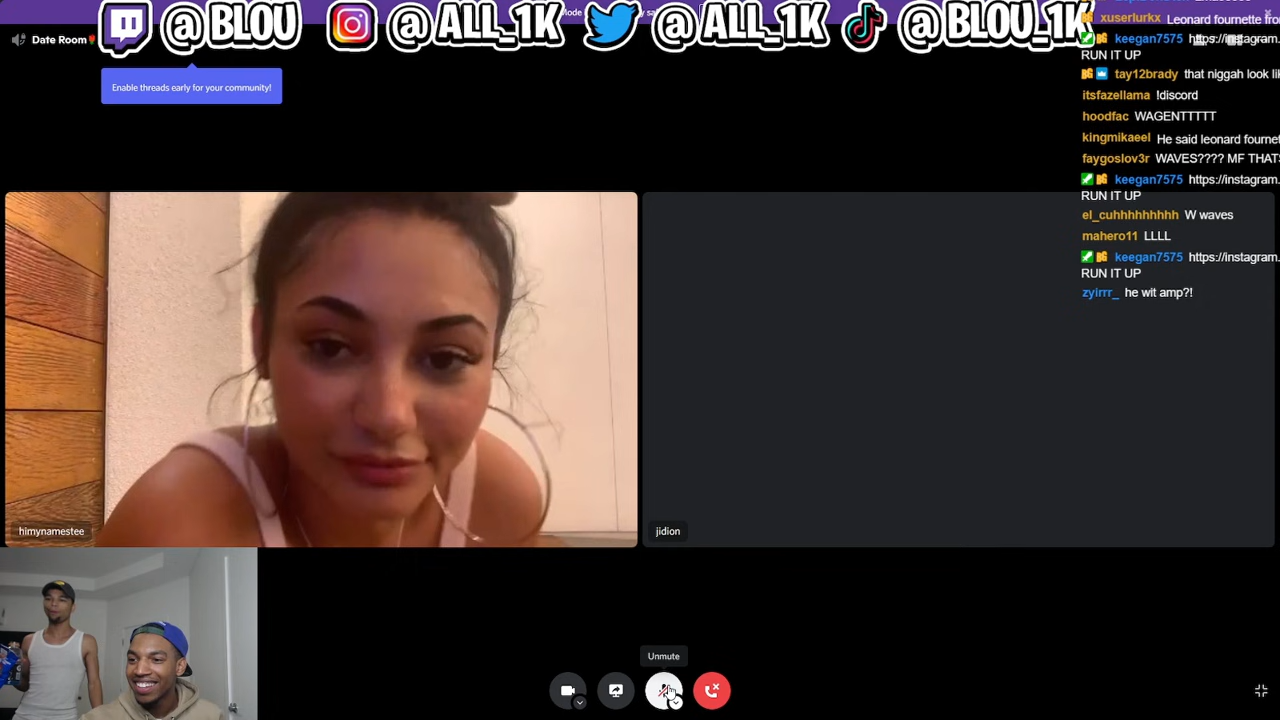 @BLOU
@ALL_1K
@ALL_1K
@BLOU_1K
Date Room
Enable threads early for your community!
xuserlurkx Leonard fournette fro
keegan7575 https://instagram.
RUN IT UP
tay12brady that niggah look lik
itsfazellama !discord
hoodfac WAGENTTTTT
kingmikaeel He said leonard fournet
faygoslov3r WAVES???? MF THAT
keegan7575 https://instagram.
RUN IT UP
el_cuhhhhhhhhh W waves
mahero11 LLLL
keegan7575 https://instagram.
RUN IT UP
zyirrr_ he wit amp?!
himynamestee
jidion
Unmute